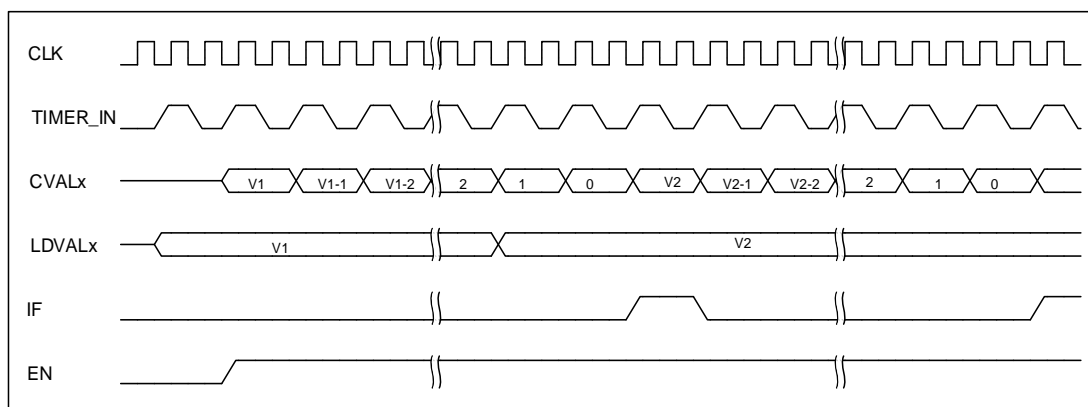 CLK
TIMER_IN
CVALx V1 V1-1 V1-2 2 1 0 V2 V2-1 V2-2 2 1 0
LDVALx V1 V2
IF
EN